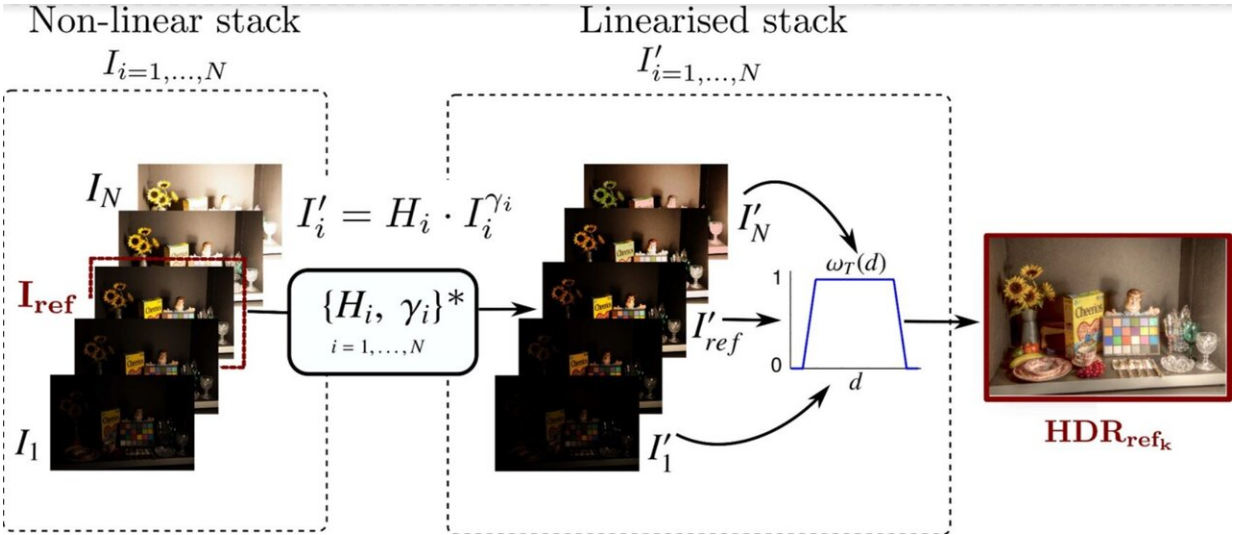 Non-linear stack
I_{i=1,...,N}
Linearised stack
I'_{i=1,...,N}
I_N
I_ref
I_1
I'_i = H_i · I_i^{γ_i}
{H_i, γ_i}*
i = 1,...,N
I'_N
I'_ref
I'_1
ω_T(d)
1
0
d
Cheerios
HDR_{ref_k}